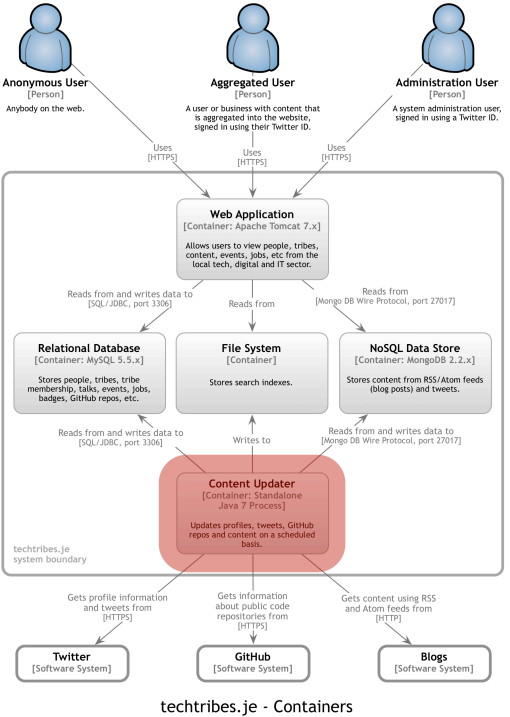 Anonymous User
[Person]
Anybody on the web.
Aggregated User
[Person]
A user or business with content that
is aggregated into the website,
signed in using their Twitter ID.
Administration User
[Person]
A system administration user,
signed in using a Twitter ID.
Uses
[HTTPS]
Uses
[HTTPS]
Uses
[HTTPS]
Web Application
[Container: Apache Tomcat 7.x]
Allows users to view people, tribes,
content, events, jobs, etc from the
local tech, digital and IT sector.
Reads from and writes data to
[SQL/JDBC, port 3306]
Reads from
Reads from
[Mongo DB Wire Protocol, port 27017]
Relational Database
[Container: MySQL 5.5.x]
Stores people, tribes, tribe
membership, talks, events, jobs,
badges, GitHub repos, etc.
File System
[Container]
Stores search indexes.
NoSQL Data Store
[Container: MongoDB 2.2.x]
Stores content from RSS/Atom feeds
(blog posts) and tweets.
Reads from and writes data to
[SQL/JDBC, port 3306]
Writes to
Reads from and writes data to
[Mongo DB Wire Protocol, port 27017]
Content Updater
[Container: Standalone
Java 7 Process]
Updates profiles, tweets, GitHub
repos and content on a scheduled
basis.
techtribes.je
system boundary
Gets profile information
and tweets from
[HTTPS]
Gets information
about public code
repositories from
[HTTPS]
Gets content using RSS
and Atom feeds from
[HTTP]
Twitter
[Software System]
GitHub
[Software System]
Blogs
[Software System]
techtribes.je - Containers